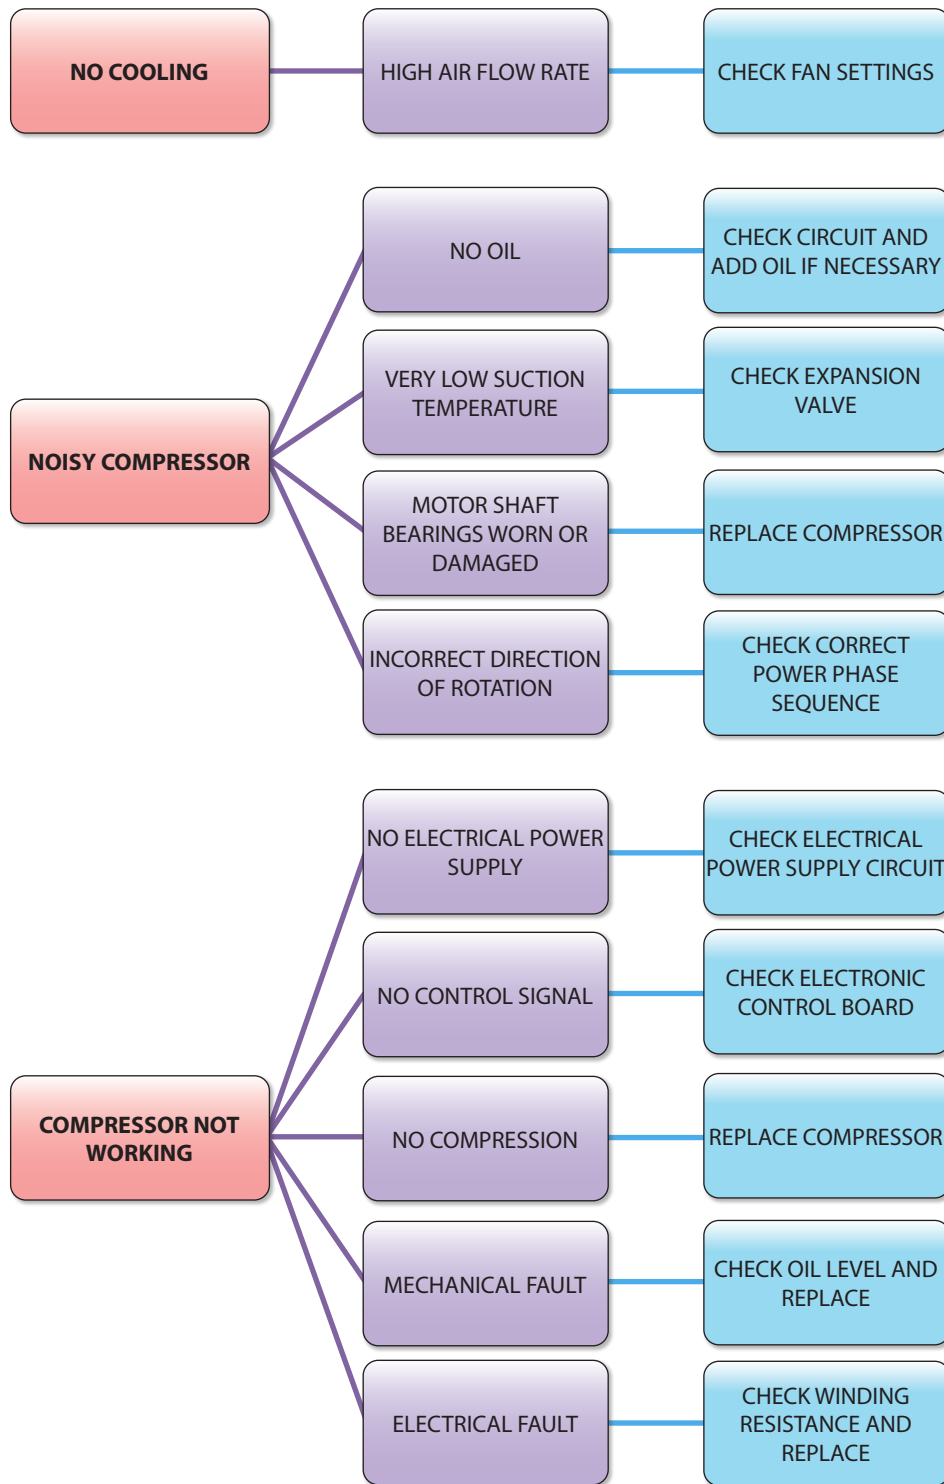 NO COOLING
HIGH AIR FLOW RATE
CHECK FAN SETTINGS
NOISY COMPRESSOR
NO OIL
CHECK CIRCUIT AND
ADD OIL IF NECESSARY
VERY LOW SUCTION
TEMPERATURE
CHECK EXPANSION
VALVE
MOTOR SHAFT
BEARINGS WORN OR
DAMAGED
REPLACE COMPRESSOR
INCORRECT DIRECTION
OF ROTATION
CHECK CORRECT
POWER PHASE
SEQUENCE
COMPRESSOR NOT
WORKING
NO ELECTRICAL POWER
SUPPLY
CHECK ELECTRICAL
POWER SUPPLY CIRCUIT
NO CONTROL SIGNAL
CHECK ELECTRONIC
CONTROL BOARD
NO COMPRESSION
REPLACE COMPRESSOR
MECHANICAL FAULT
CHECK OIL LEVEL AND
REPLACE
ELECTRICAL FAULT
CHECK WINDING
RESISTANCE AND
REPLACE